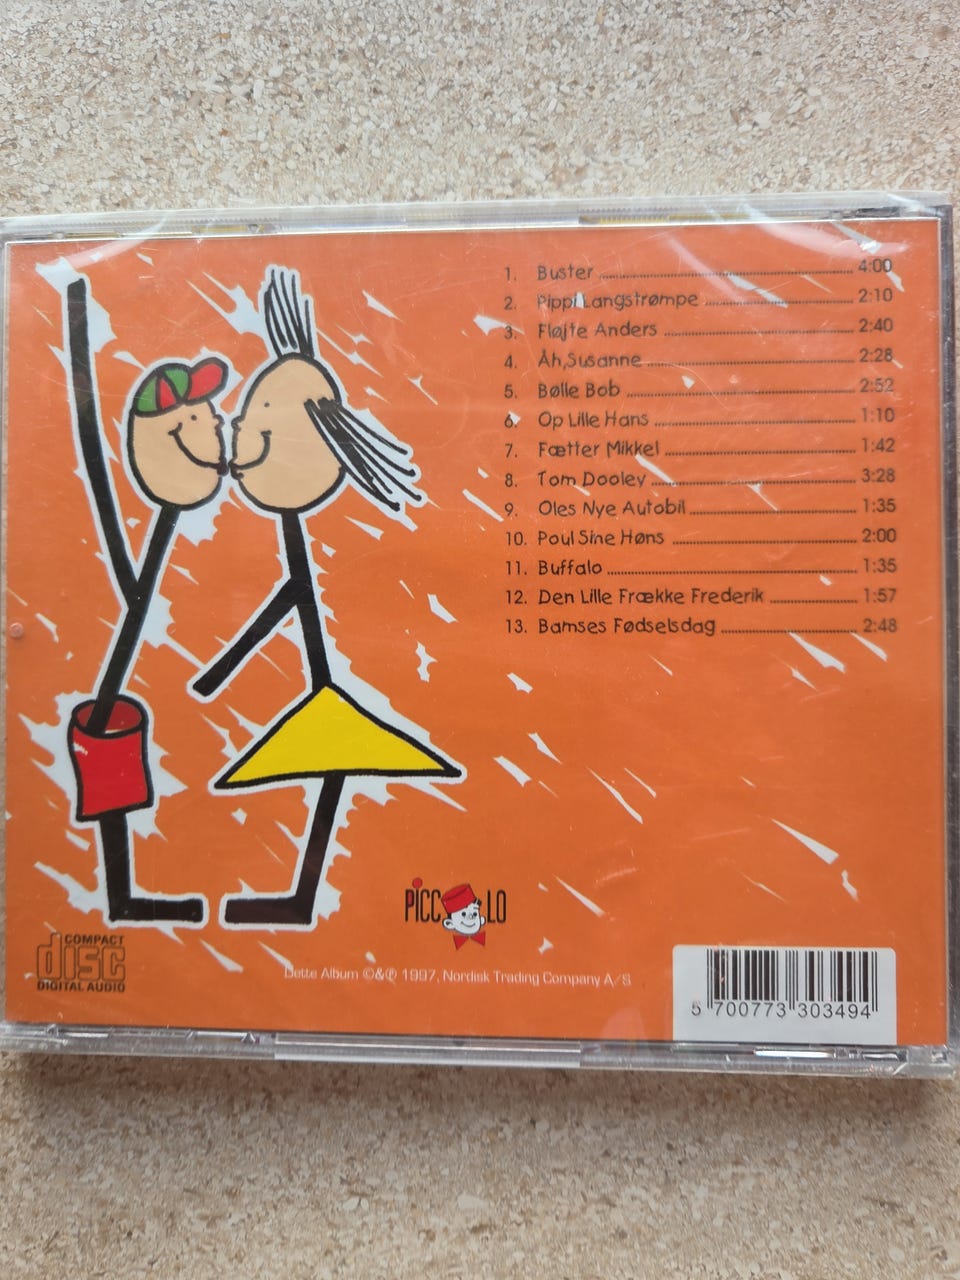 1. Buster 4:00
2. Pippi Langstrømpe 2:10
3. Fløjte Anders 2:40
4. Åh,Susanne 2:28
5. Bølle Bob 2:52
6. Op Lille Hans 1:10
7. Fætter Mikkel 1:42
8. Tom Dooley 3:28
9. Oles Nye Autobil 1:35
10. Poul Sine Høns 2:00
11. Buffalo 1:35
12. Den Lille Frække Frederik 1:57
13. Bamses Fødselsdag 2:48
PICCOLO
COMPACT
disc
DIGITAL AUDIO
Dette Album ©&℗ 1997, Nordisk Trading Company A/S
5 700773 303494